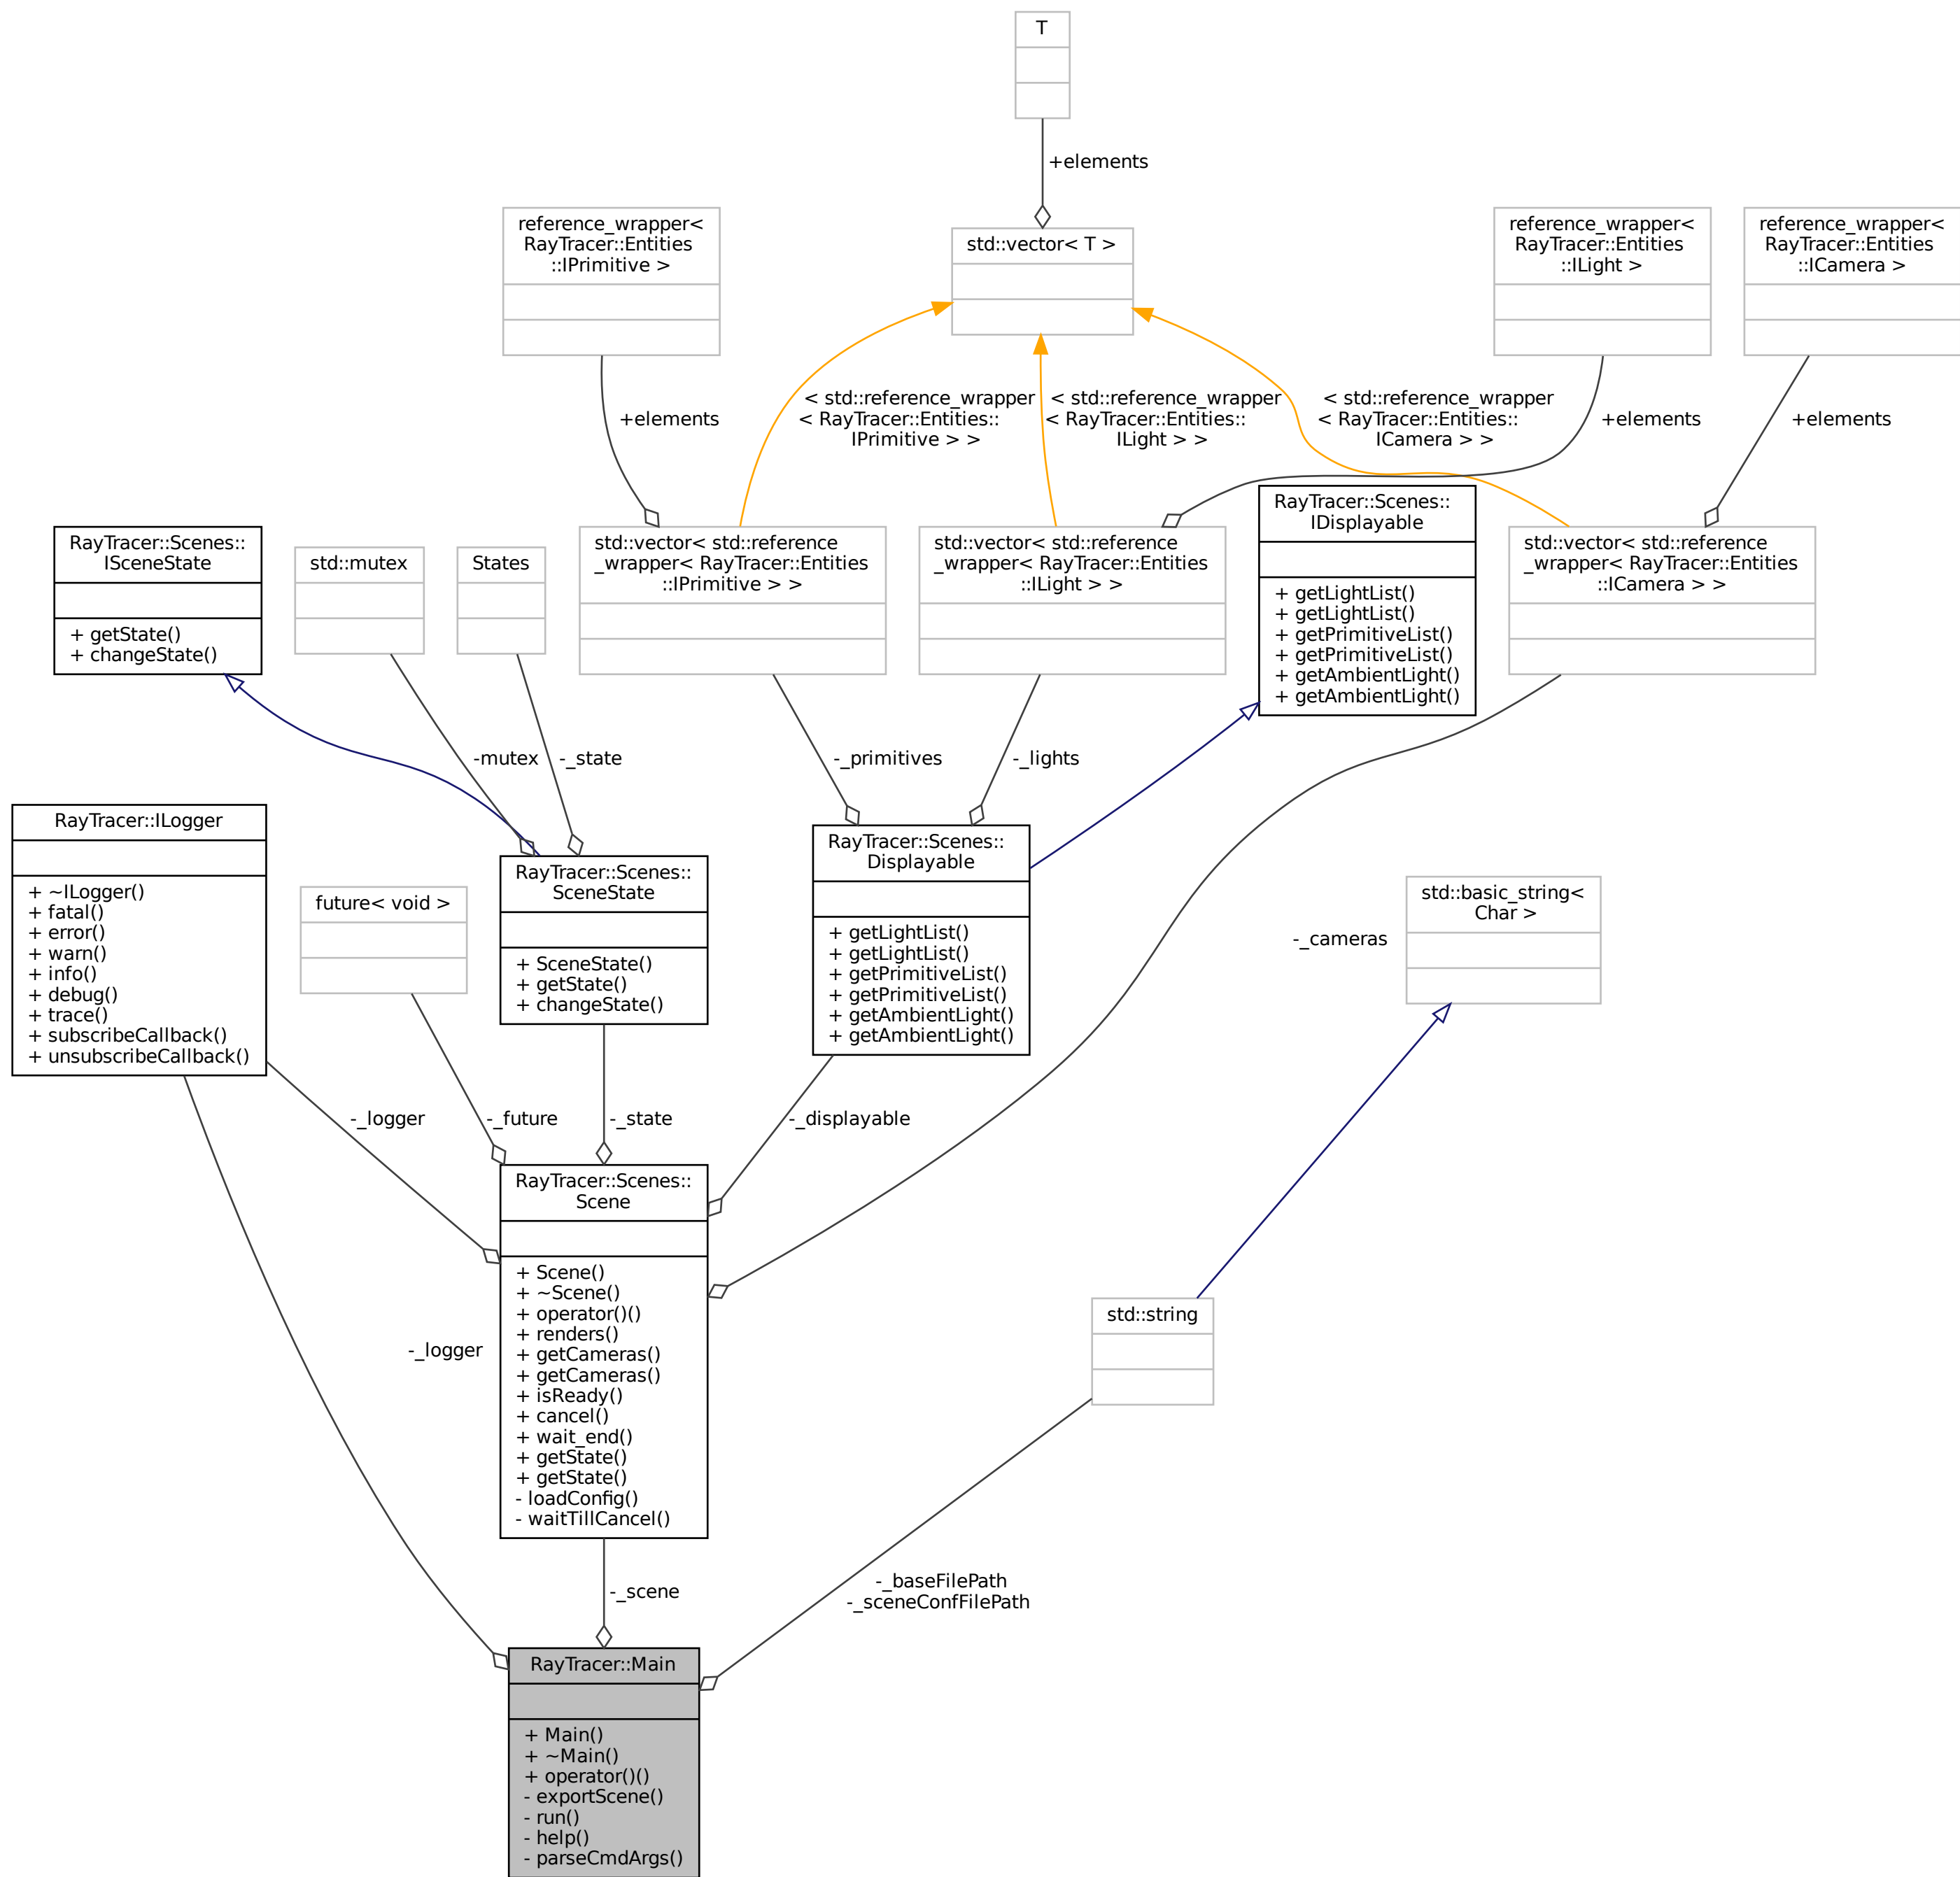 T
+elements
reference_wrapper<
RayTracer::Entities
::IPrimitive >
std::vector< T >
reference_wrapper<
RayTracer::Entities
::ILight >
reference_wrapper<
RayTracer::Entities
::ICamera >
+elements
< std::reference_wrapper
< RayTracer::Entities::
IPrimitive > >
< std::reference_wrapper
< RayTracer::Entities::
ILight > >
< std::reference_wrapper
< RayTracer::Entities::
ICamera > >
+elements
+elements
RayTracer::Scenes::
ISceneState
+ getState()
+ changeState()
std::mutex
States
std::vector< std::reference
_wrapper< RayTracer::Entities
::IPrimitive > >
std::vector< std::reference
_wrapper< RayTracer::Entities
::ILight > >
RayTracer::Scenes::
IDisplayable
+ getLightList()
+ getLightList()
+ getPrimitiveList()
+ getPrimitiveList()
+ getAmbientLight()
+ getAmbientLight()
std::vector< std::reference
_wrapper< RayTracer::Entities
::ICamera > >
-mutex
-_state
-_primitives
-_lights
RayTracer::ILogger
+ ~ILogger()
+ fatal()
+ error()
+ warn()
+ info()
+ debug()
+ trace()
+ subscribeCallback()
+ unsubscribeCallback()
future< void >
RayTracer::Scenes::
SceneState
+ SceneState()
+ getState()
+ changeState()
RayTracer::Scenes::
Displayable
+ getLightList()
+ getLightList()
+ getPrimitiveList()
+ getPrimitiveList()
+ getAmbientLight()
+ getAmbientLight()
-_cameras
std::basic_string<
Char >
-_logger
-_future
-_state
-_displayable
RayTracer::Scenes::
Scene
+ Scene()
+ ~Scene()
+ operator()()
+ renders()
+ getCameras()
+ getCameras()
+ isReady()
+ cancel()
+ wait_end()
+ getState()
+ getState()
- loadConfig()
- waitTillCancel()
-_logger
std::string
-_scene
-_baseFilePath
-_sceneConfFilePath
RayTracer::Main
+ Main()
+ ~Main()
+ operator()()
- exportScene()
- run()
- help()
- parseCmdArgs()